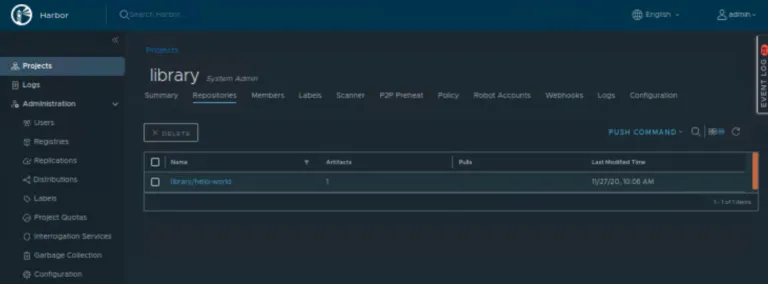 Harbor
Search Harbor...
English
admin
Projects
Logs
Administration
Users
Registries
Replications
Distributions
Labels
Project Quotas
Interrogation Services
Garbage Collection
Configuration
Projects
library System Admin
Summary Repositories Members Labels Scanner P2P Preheat Policy Robot Accounts Webhooks Logs Configuration
DELETE
PUSH COMMAND
Name Artifacts Pulls Last Modified Time
library/hello-world 1 11/27/20, 10:06 AM
1 - 1 of 1 items
EVENT LOG